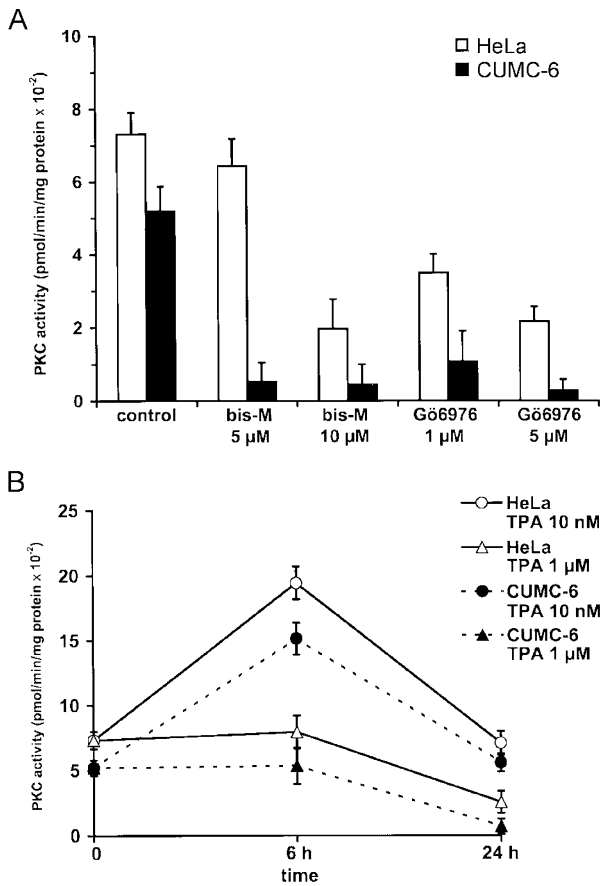 A
PKC activity (pmol/min/mg protein x 10-2)
10
8
6
4
2
0
HeLa
CUMC-6
control
bis-M
5 µM
bis-M
10 µM
Gö6976
1 µM
Gö6976
5 µM
B
PKC activity (pmol/min/mg protein x 10-2)
25
20
15
10
5
0
HeLa
TPA 10 nM
HeLa
TPA 1 µM
CUMC-6
TPA 10 nM
CUMC-6
TPA 1 µM
0
6 h
24 h
time